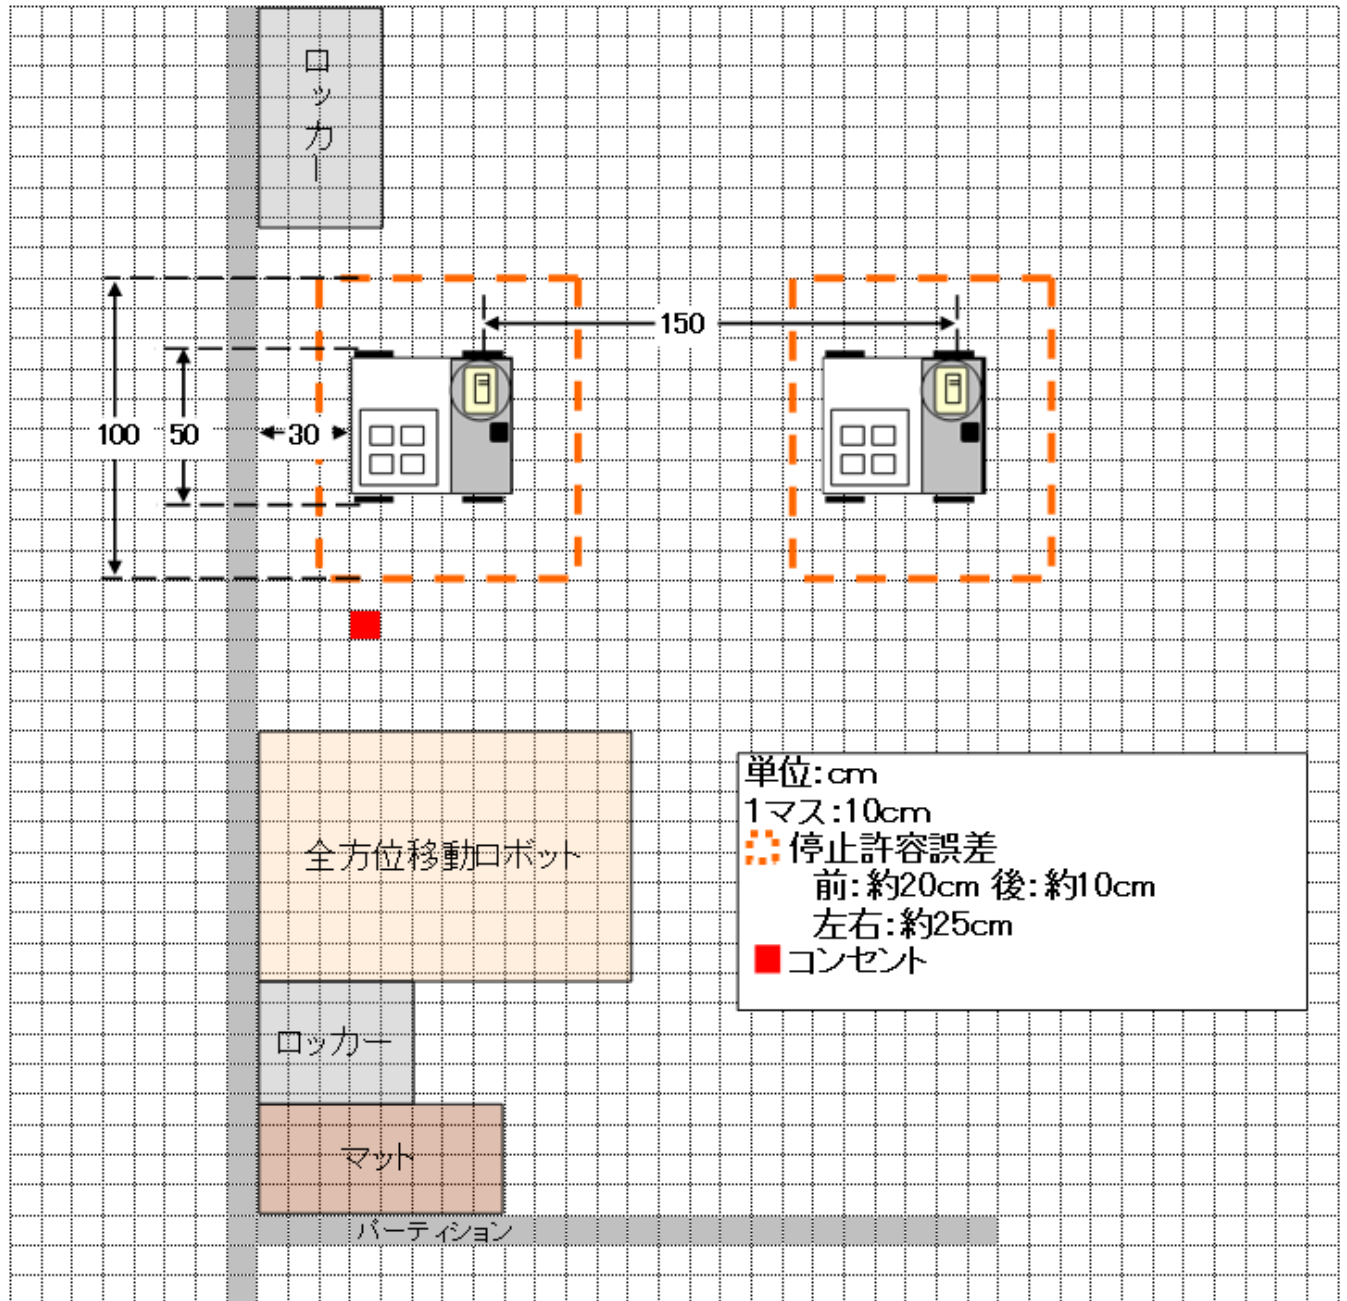 ロッカー
150
100
50
30
単位:cm
1マス:10cm
停止許容誤差
前:約20cm 後:約10cm
左右:約25cm
コンセント
全方位移動ロボット
ロッカー
マット
パーティション